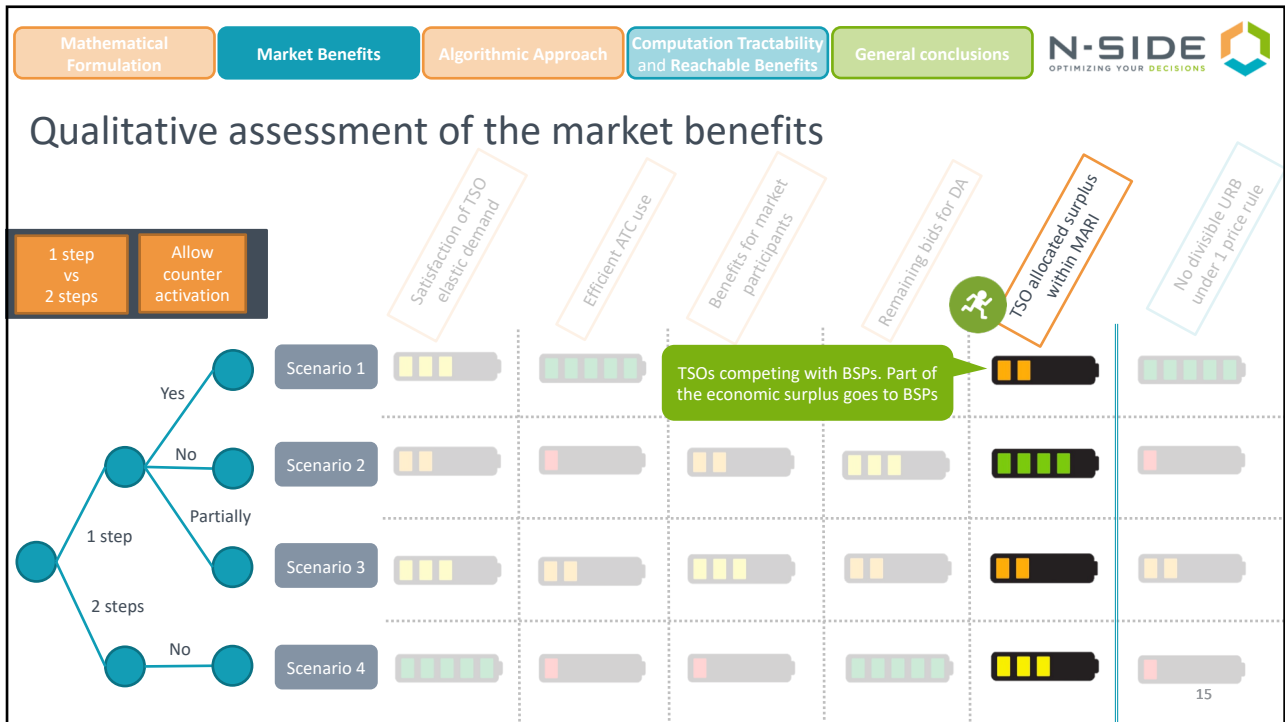 Mathematical
Formulation
Market Benefits
Algorithmic Approach
Computation Tractability
and Reachable Benefits
General conclusions
N-SIDE
OPTIMIZING YOUR DECISIONS
Qualitative assessment of the market benefits
1 step
vs
2 steps
Allow
counter
activation
Satisfaction of TSO
elastic demand
Efficient ATC use
Benefits for market
participants
Remaining bids for DA
TSO allocated surplus
within MARI
No divisible URB
under 1 price rule
Yes
Scenario 1
TSOs competing with BSPs. Part of
the economic surplus goes to BSPs
No
Scenario 2
Partially
1 step
Scenario 3
2 steps
No
Scenario 4
15